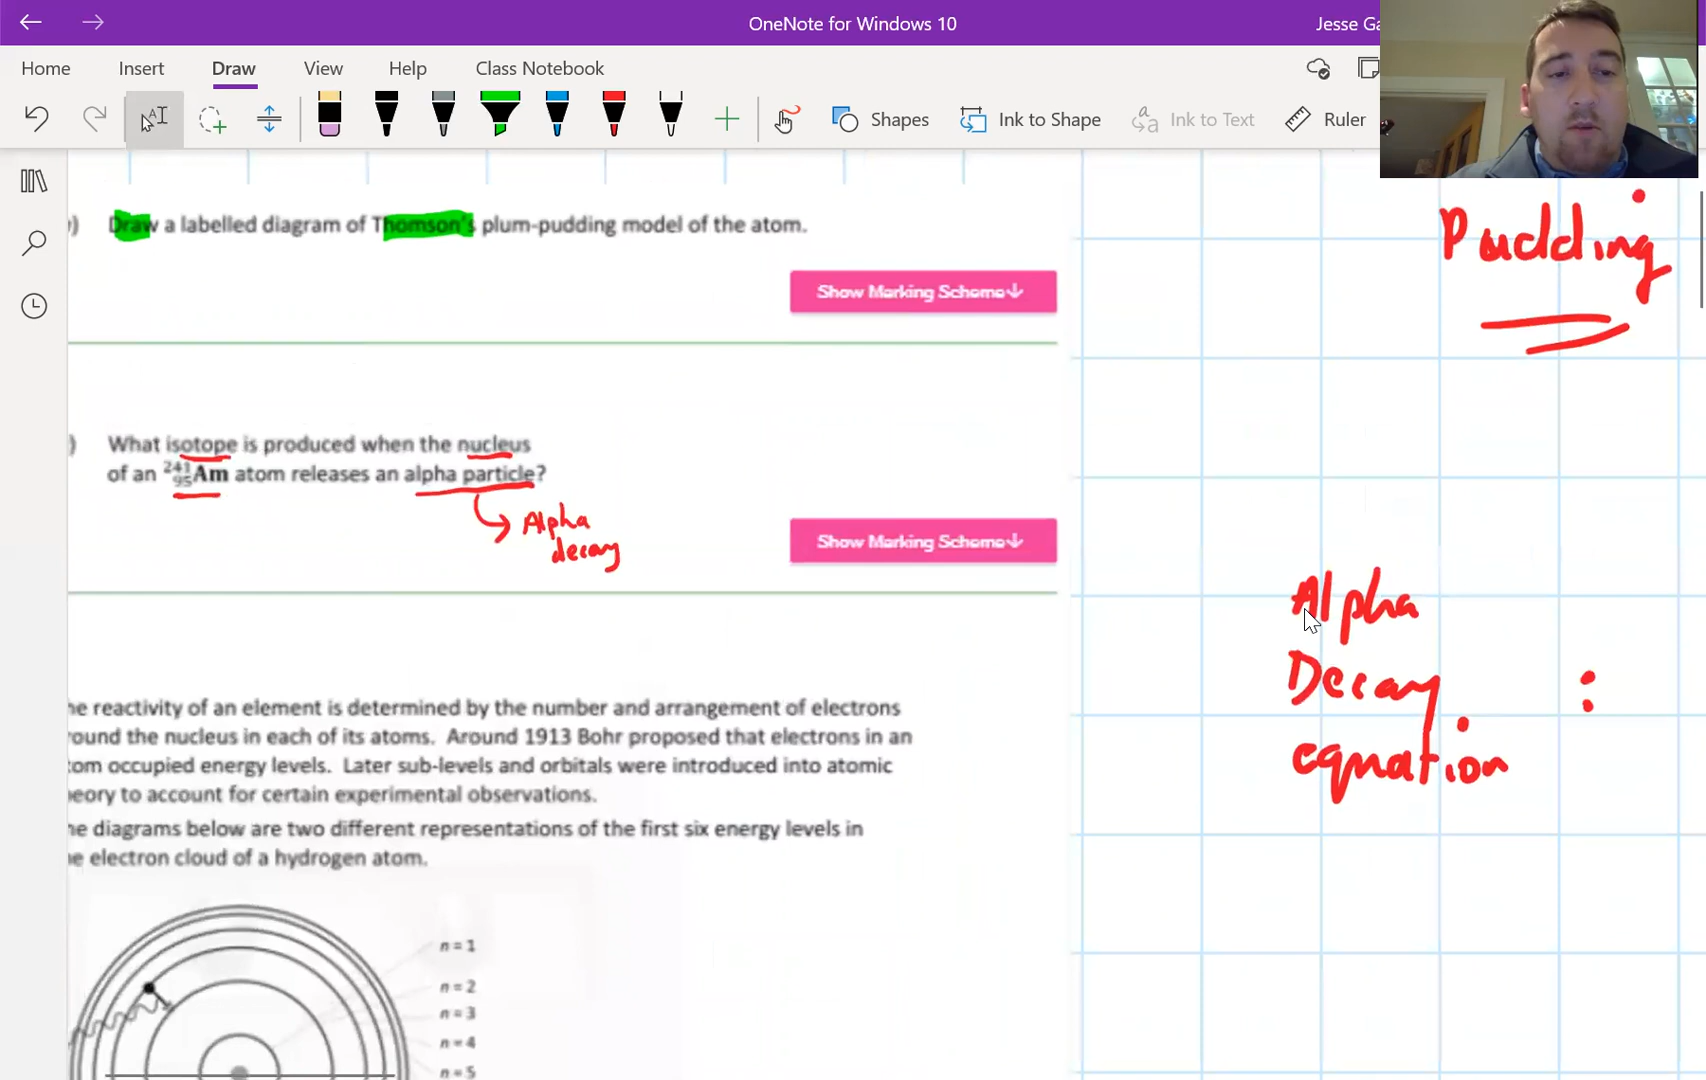 OneNote for Windows 10
Jesse Ga
Home Insert Draw View Help Class Notebook
Shapes Ink to Shape Ink to Text Ruler
) Draw a labelled diagram of Thomson's plum-pudding model of the atom.
Pudding
Show Marking Scheme↓
) What isotope is produced when the nucleus
of an ²⁴¹₉₅Am atom releases an alpha particle?
Alpha
decay
Show Marking Scheme↓
Alpha
Decay :
equation
he reactivity of an element is determined by the number and arrangement of electrons
round the nucleus in each of its atoms. Around 1913 Bohr proposed that electrons in an
tom occupied energy levels. Later sub-levels and orbitals were introduced into atomic
heory to account for certain experimental observations.
he diagrams below are two different representations of the first six energy levels in
he electron cloud of a hydrogen atom.
n = 1
n = 2
n = 3
n = 4
n = 5